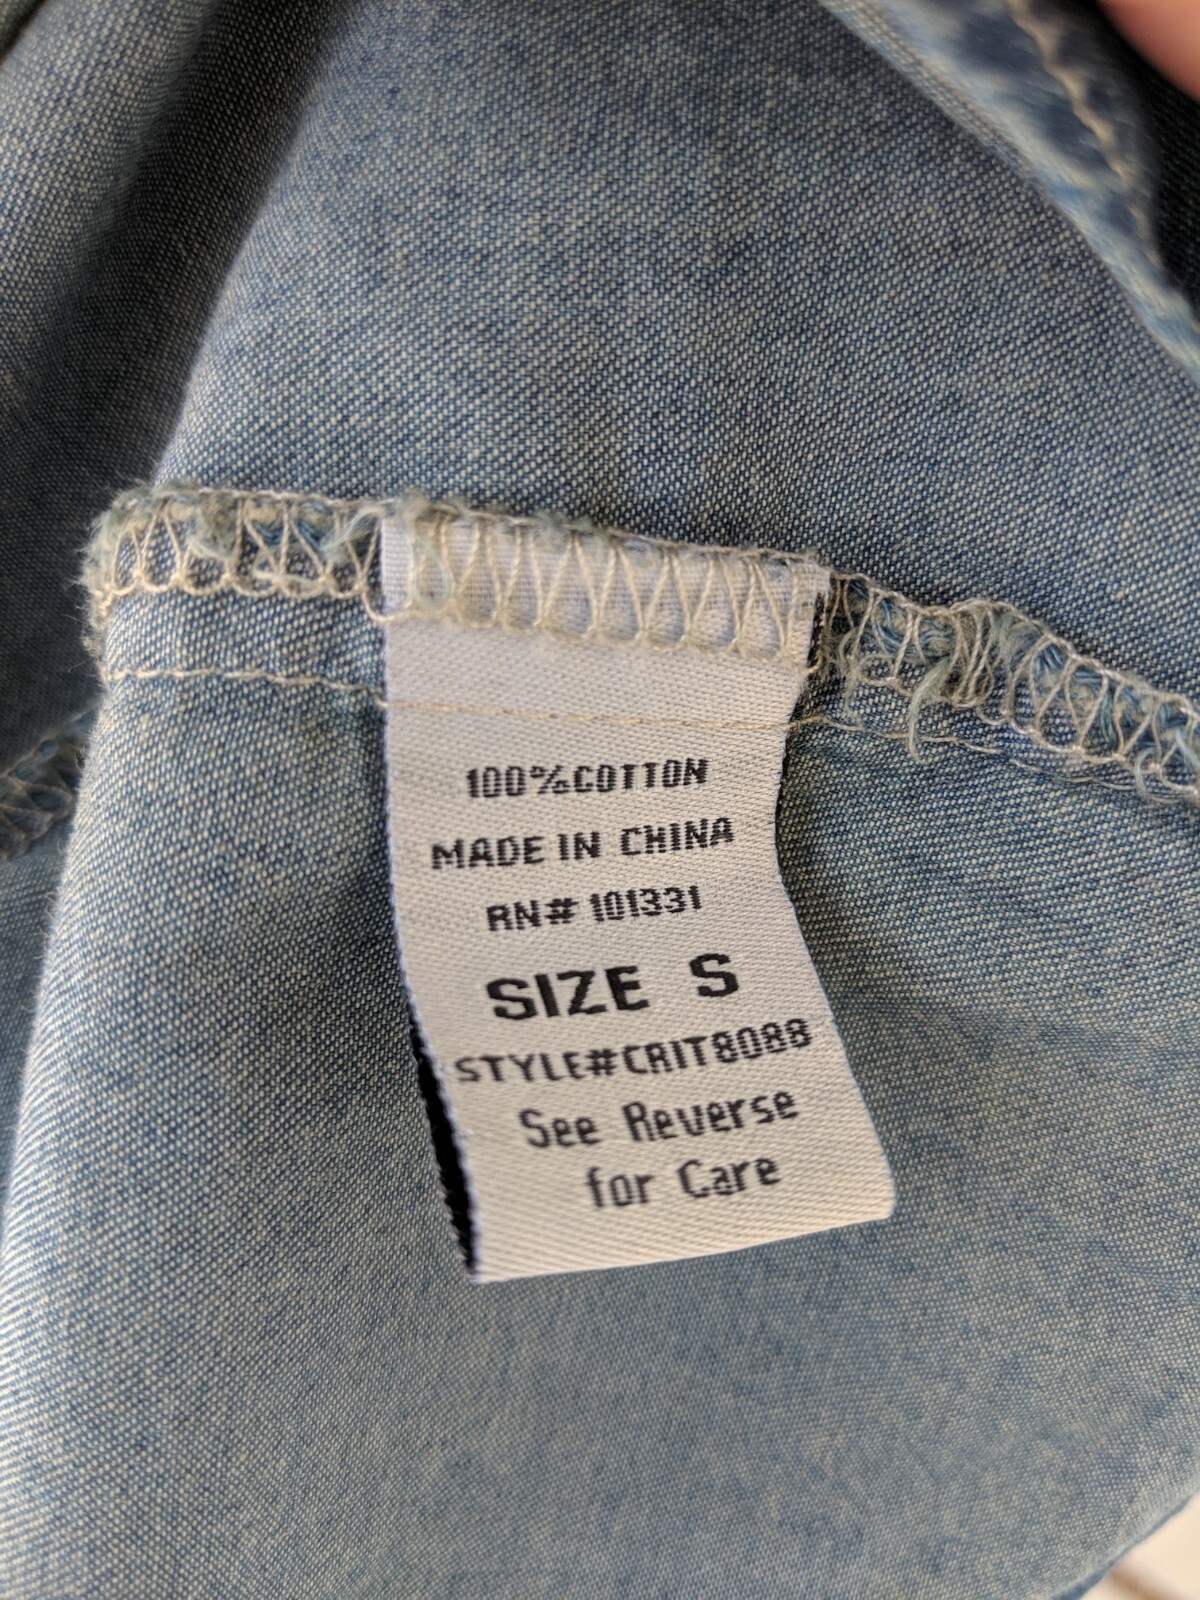 100%COTTON
MADE IN CHINA
RN# 101331
SIZE S
STYLE#CRIT8088
See Reverse
for Care